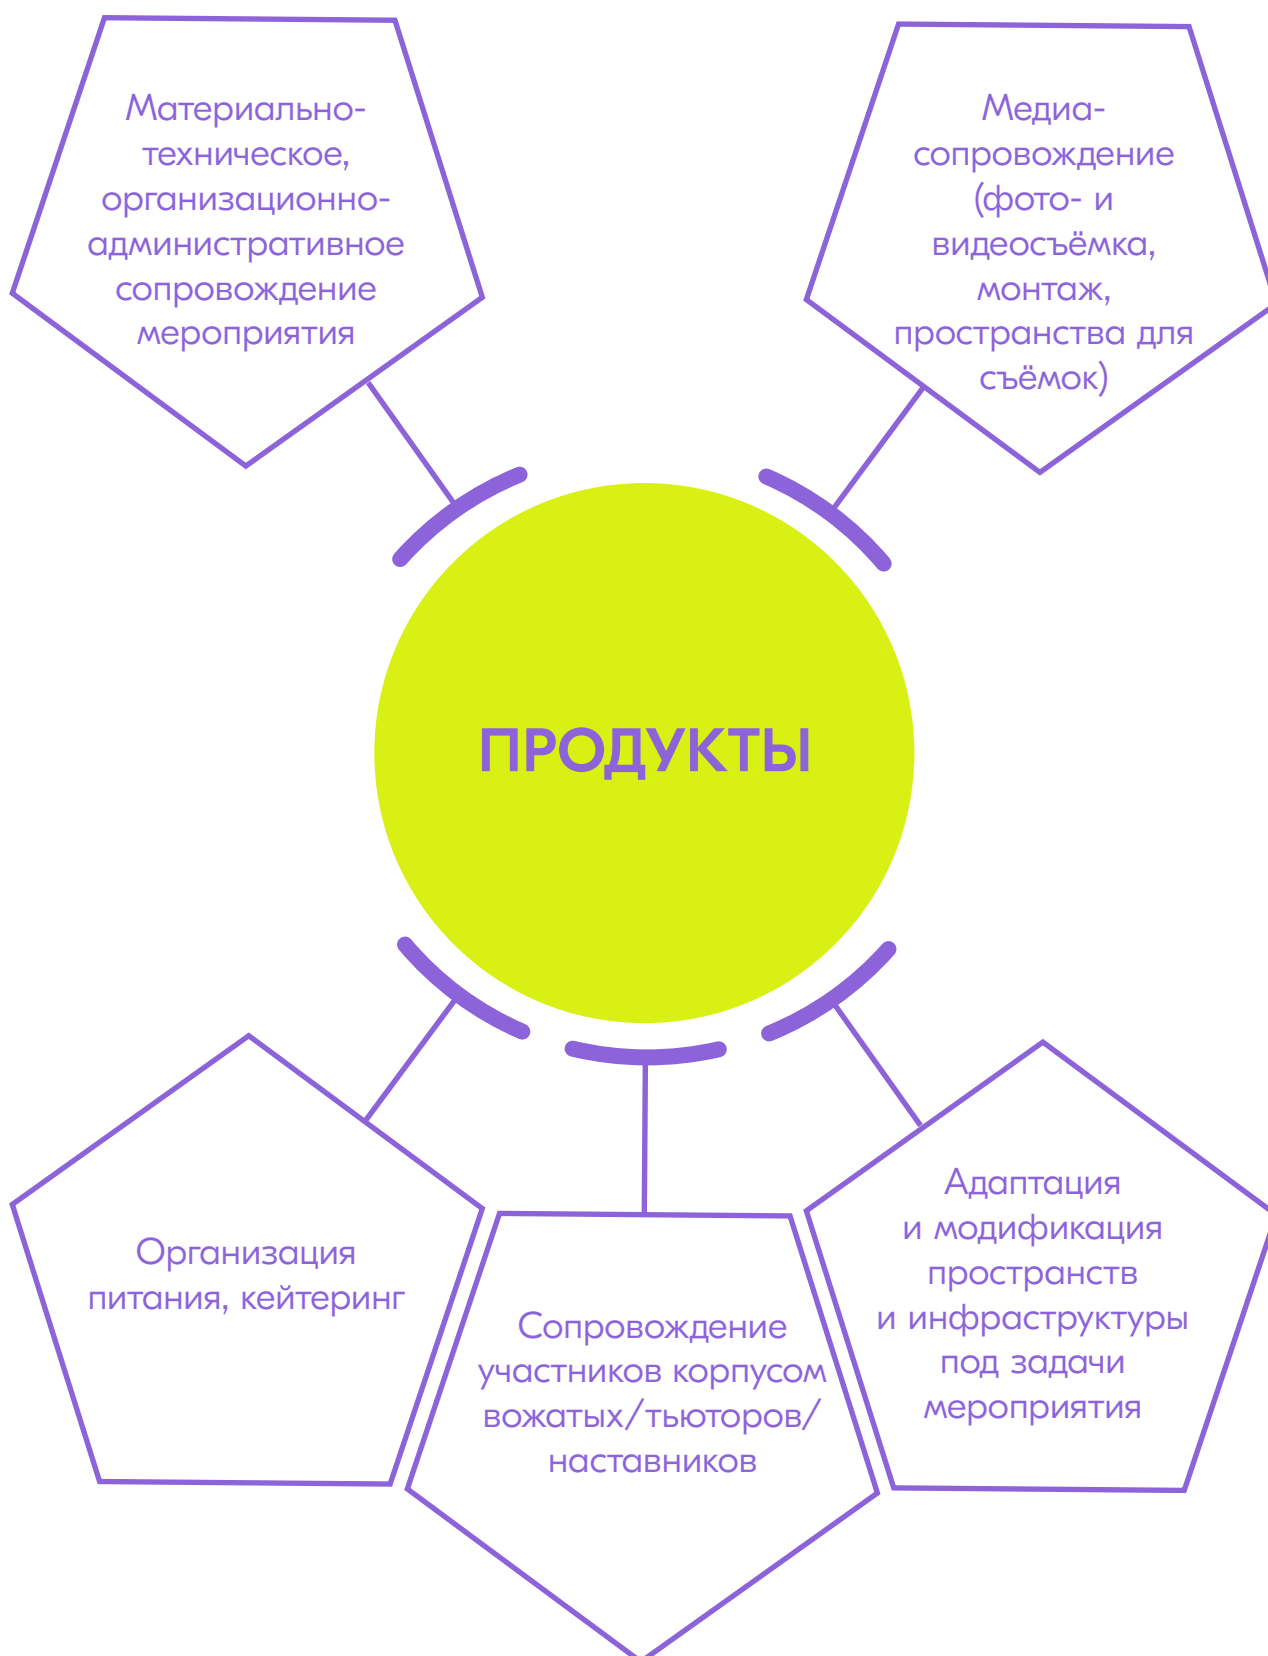 Материально-
техническое,
организационно-
административное
сопровождение
мероприятия
Медиа-
сопровождение
(фото- и
видеосъёмка,
монтаж,
пространства для
съёмок)
ПРОДУКТЫ
Организация
питания, кейтеринг
Сопровождение
участников корпусом
вожатых/тьюторов/
наставников
Адаптация
и модификация
пространств
и инфраструктуры
под задачи
мероприятия